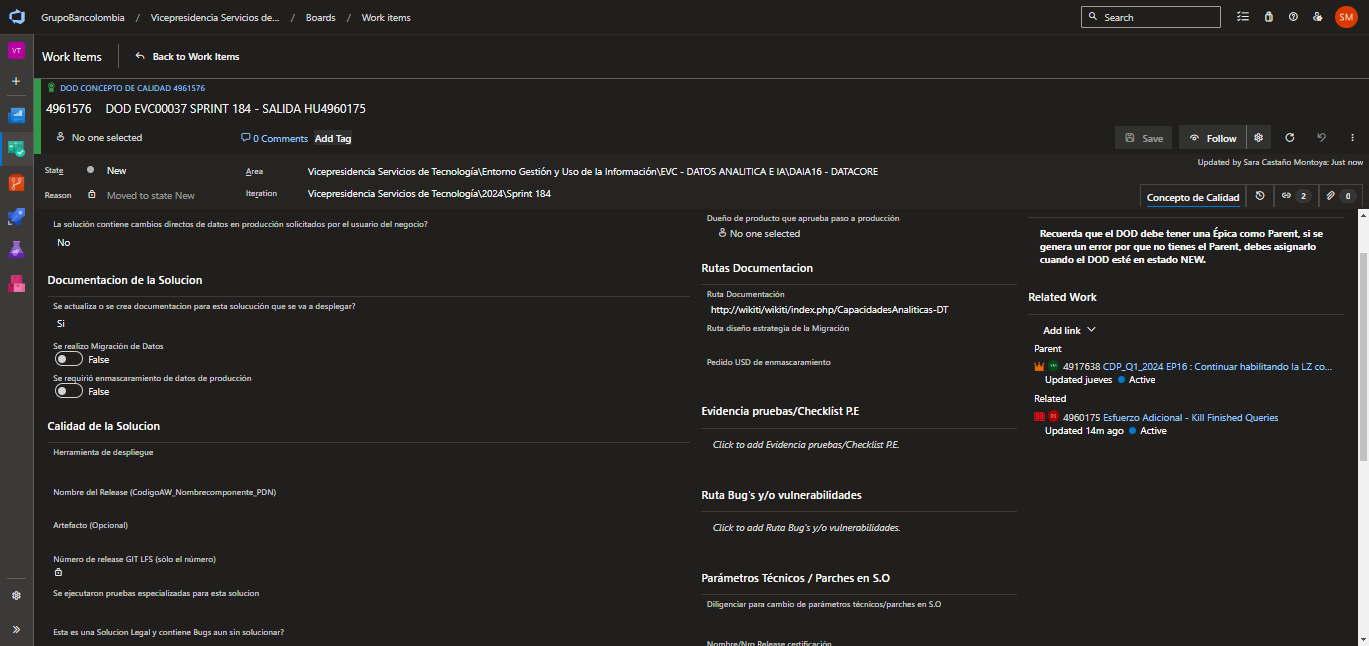 GrupoBancolombia / Vicepresidencia Servicios de... / Boards / Work items
Search
SM
VT
Work Items
Back to Work Items
DOD CONCEPTO DE CALIDAD 4961576
4961576 DOD EVC00037 SPRINT 184 - SALIDA HU4960175
No one selected
0 Comments
Add Tag
Save
Follow
Updated by Sara Castaño Montoya: Just now
State
New
Area
Vicepresidencia Servicios de Tecnología\Entorno Gestión y Uso de la Información\EVC - DATOS ANALITICA E IA\DAIA16 - DATACORE
Reason
Moved to state New
Iteration
Vicepresidencia Servicios de Tecnología\2024\Sprint 184
Concepto de Calidad
2
0
La solución contiene cambios directos de datos en producción solicitados por el usuario del negocio?
No
Documentacion de la Solucion
Se actualiza o se crea documentacion para esta solucución que se va a desplegar?
Si
Se realizo Migración de Datos
False
Se requirió enmascaramiento de datos de producción
False
Calidad de la Solucion
Herramienta de despliegue
Nombre del Release (CodigoAW_Nombrecomponente_PDN)
Artefacto (Opcional)
Número de release GIT LFS (sólo el número)
Se ejecutaron pruebas especializadas para esta solucion
Esta es una Solucion Legal y contiene Bugs aun sin solucionar?
Dueño de producto que aprueba paso a producción
No one selected
Rutas Documentacion
Ruta Documentación
http://wikiti/wikiti/index.php/CapacidadesAnaliticas-DT
Ruta diseño estrategia de la Migración
Pedido USD de enmascaramiento
Evidencia pruebas/Checklist P.E
Click to add Evidencia pruebas/Checklist P.E.
Ruta Bug's y/o vulnerabilidades
Click to add Ruta Bug's y/o vulnerabilidades.
Parámetros Técnicos / Parches en S.O
Diligenciar para cambio de parámetros técnicos/parches en S.O
Nombre/Nro Release certificación
Recuerda que el DOD debe tener una Épica como Parent, si se
genera un error por que no tienes el Parent, debes asignarlo
cuando el DOD esté en estado NEW.
Related Work
Add link
Parent
4917638 CDP_Q1_2024 EP16 : Continuar habilitando la LZ co...
Updated jueves Active
Related
4960175 Esfuerzo Adicional - Kill Finished Queries
Updated 14m ago Active